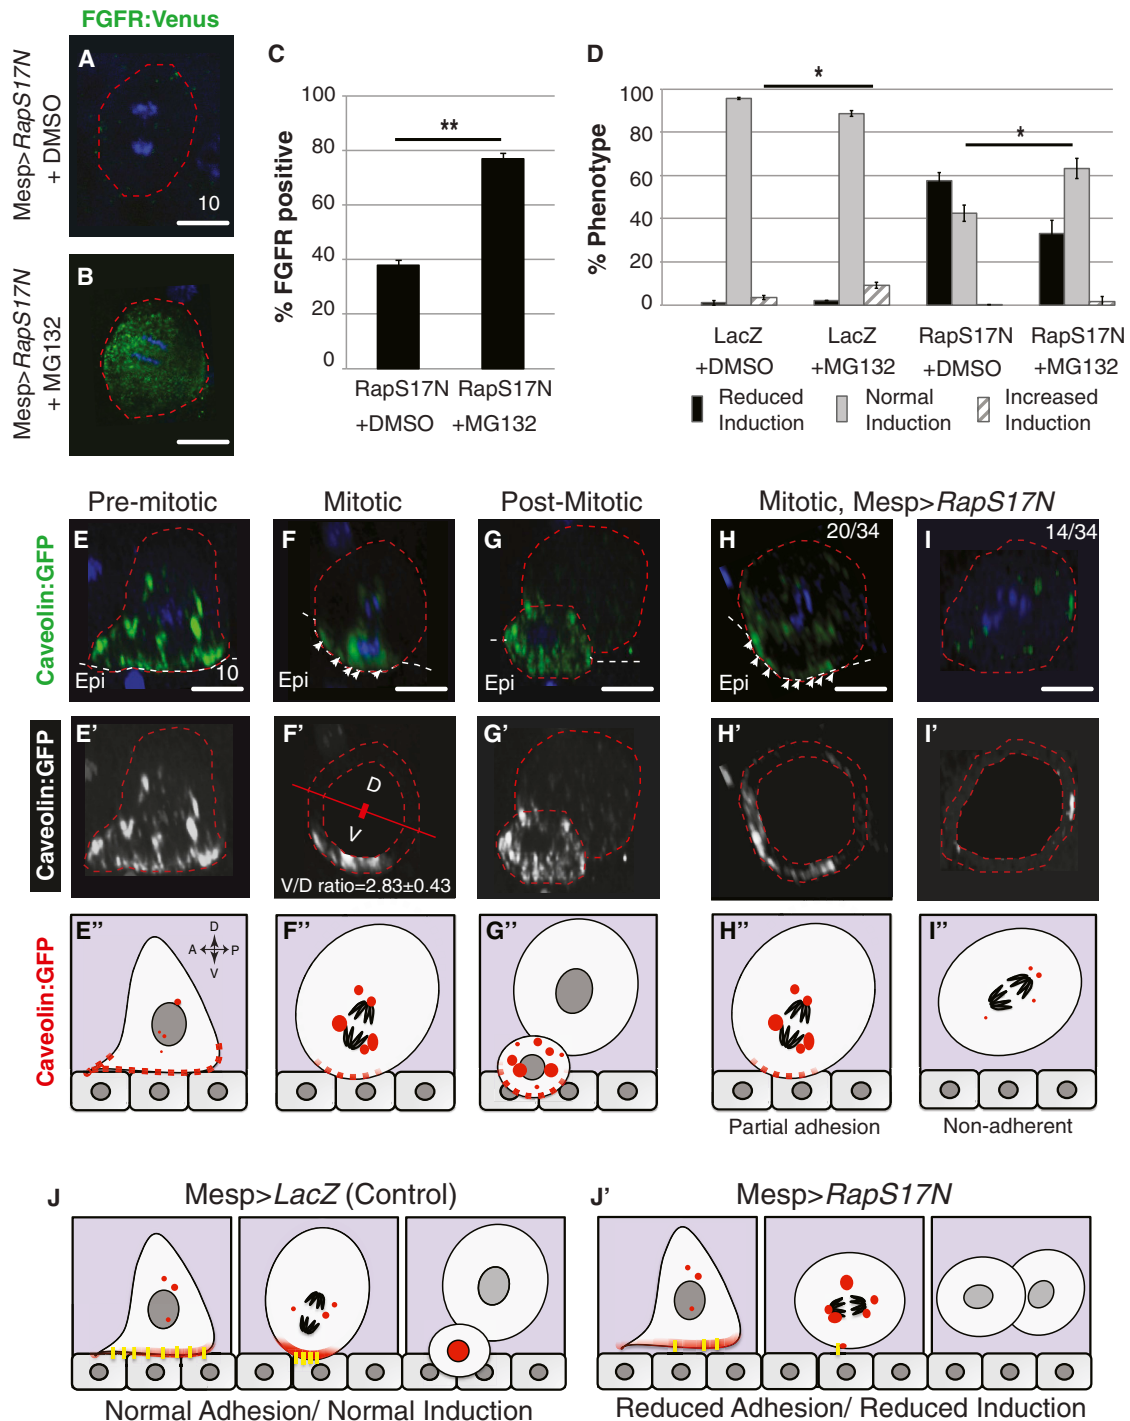 FGFR:Venus
Mesp>RapS17N
+ DMSO
A
10
Mesp>RapS17N
+ MG132
B
C
% FGFR positive
100
80
60
40
20
0
**
RapS17N
+DMSO
RapS17N
+MG132
D
% Phenotype
100
80
60
40
20
0
*
*
LacZ
+DMSO
LacZ
+MG132
RapS17N
+DMSO
RapS17N
+MG132
Reduced
Induction
Normal
Induction
Increased
Induction
Pre-mitotic
Mitotic
Post-Mitotic
Mitotic, Mesp>RapS17N
Caveolin:GFP
E
Epi
10
F
Epi
G
Epi
H
20/34
Epi
I
14/34
Caveolin:GFP
E'
F'
D
V
V/D ratio=2.83±0.43
G'
H'
I'
Caveolin:GFP
E''
D
A
P
V
F''
G''
H''
I''
Partial adhesion
Non-adherent
J
Mesp>LacZ (Control)
Normal Adhesion/ Normal Induction
J'
Mesp>RapS17N
Reduced Adhesion/ Reduced Induction